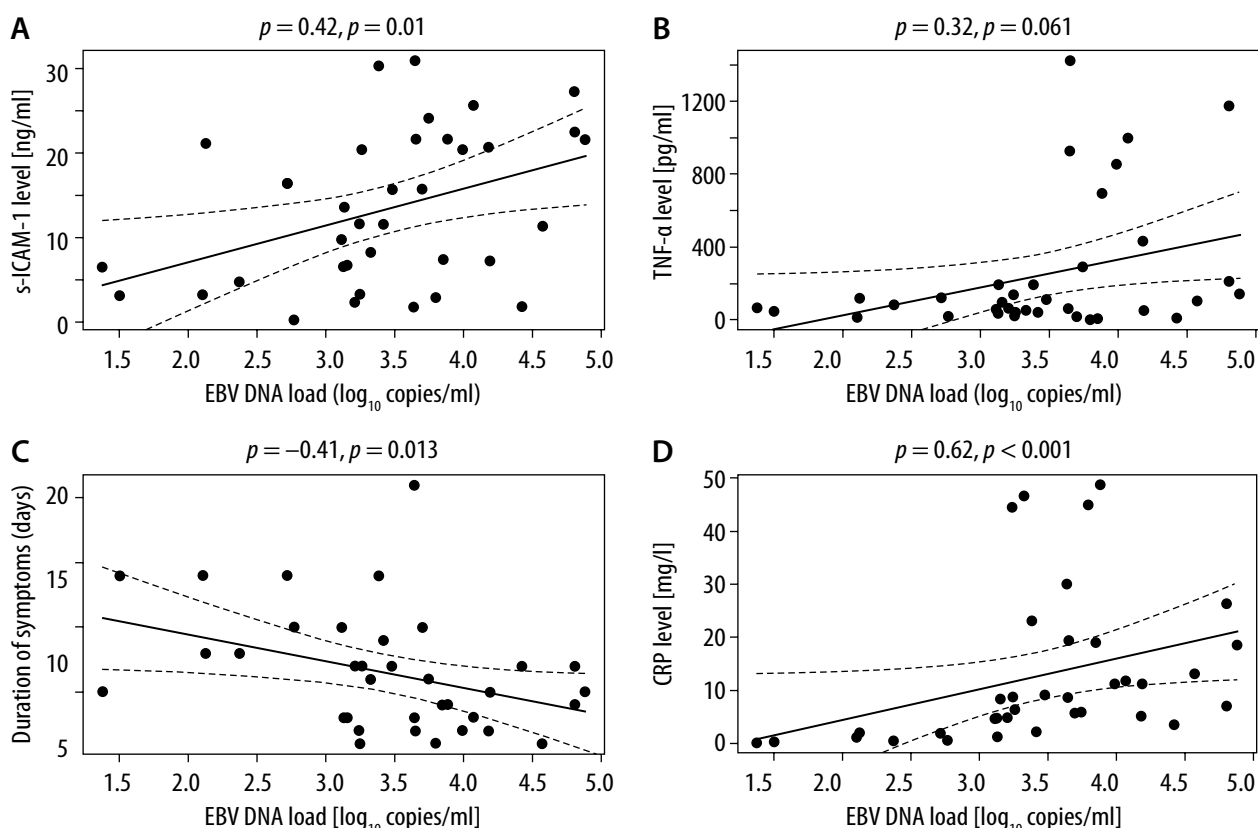 A
p = 0.42, p = 0.01
s-ICAM-1 level [ng/ml]
30
20
10
0
1.5 2.0 2.5 3.0 3.5 4.0 4.5 5.0
EBV DNA load (log10 copies/ml)
B
p = 0.32, p = 0.061
TNF-α level [pg/ml]
1200
800
400
0
1.5 2.0 2.5 3.0 3.5 4.0 4.5 5.0
EBV DNA load (log10 copies/ml)
C
p = −0.41, p = 0.013
Duration of symptoms (days)
20
15
10
5
1.5 2.0 2.5 3.0 3.5 4.0 4.5 5.0
EBV DNA load [log10 copies/ml]
D
p = 0.62, p < 0.001
CRP level [mg/l]
50
40
30
20
10
0
1.5 2.0 2.5 3.0 3.5 4.0 4.5 5.0
EBV DNA load [log10 copies/ml]